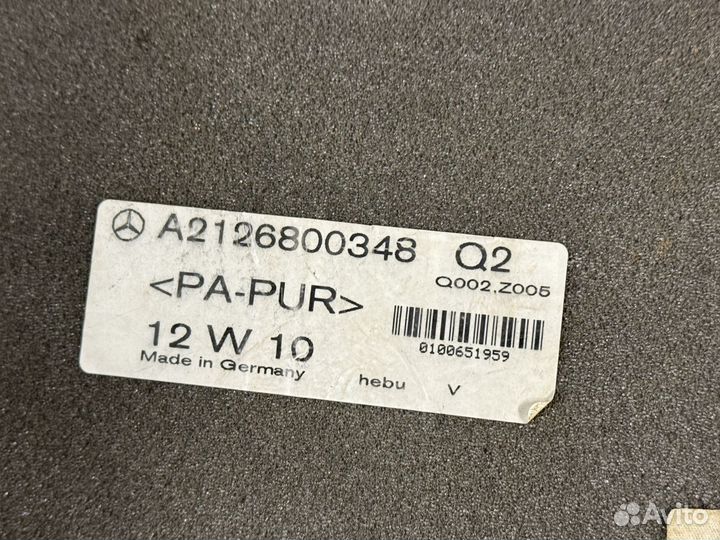 A2126800348 Q2
Q002,Z005
<PA-PUR>
12 W 10
0100651959
Made in Germany hebu V
Avito